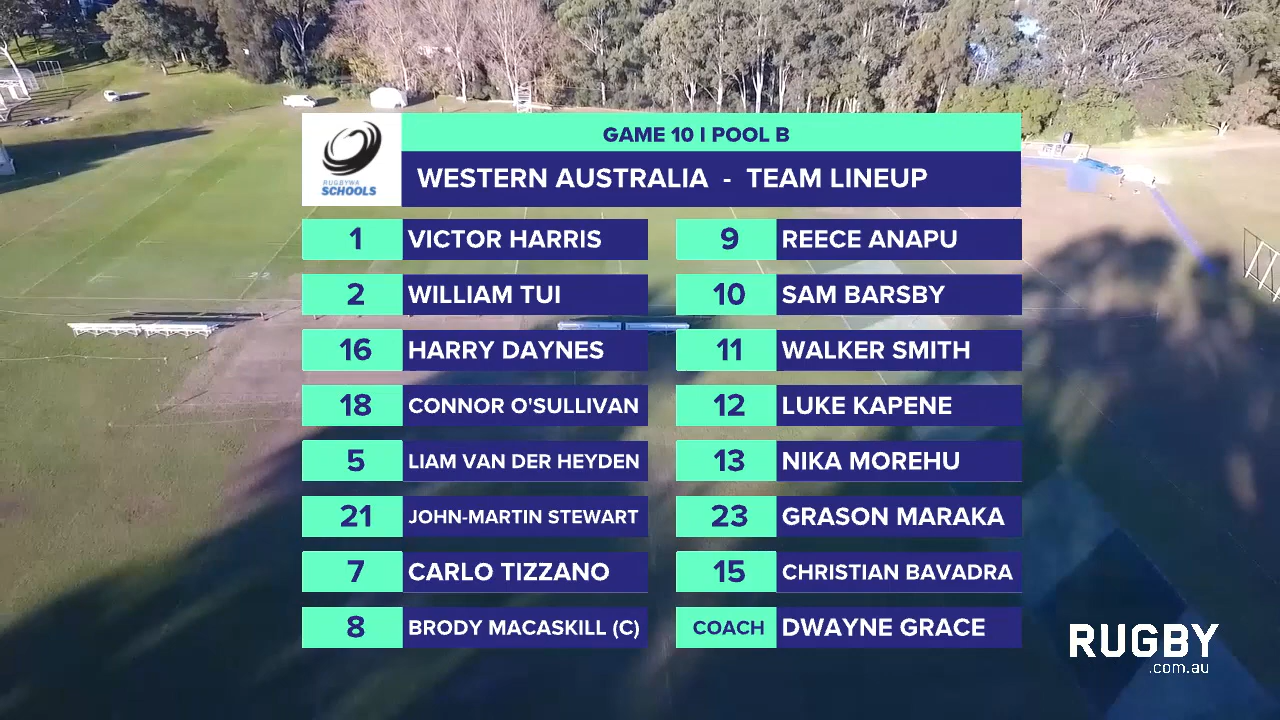 GAME 10 | POOL B
RUGBYWA
SCHOOLS
WESTERN AUSTRALIA - TEAM LINEUP
1 VICTOR HARRIS
2 WILLIAM TUI
16 HARRY DAYNES
18 CONNOR O'SULLIVAN
5 LIAM VAN DER HEYDEN
21 JOHN-MARTIN STEWART
7 CARLO TIZZANO
8 BRODY MACASKILL (C)
9 REECE ANAPU
10 SAM BARSBY
11 WALKER SMITH
12 LUKE KAPENE
13 NIKA MOREHU
23 GRASON MARAKA
15 CHRISTIAN BAVADRA
COACH DWAYNE GRACE
RUGBY
.com.au